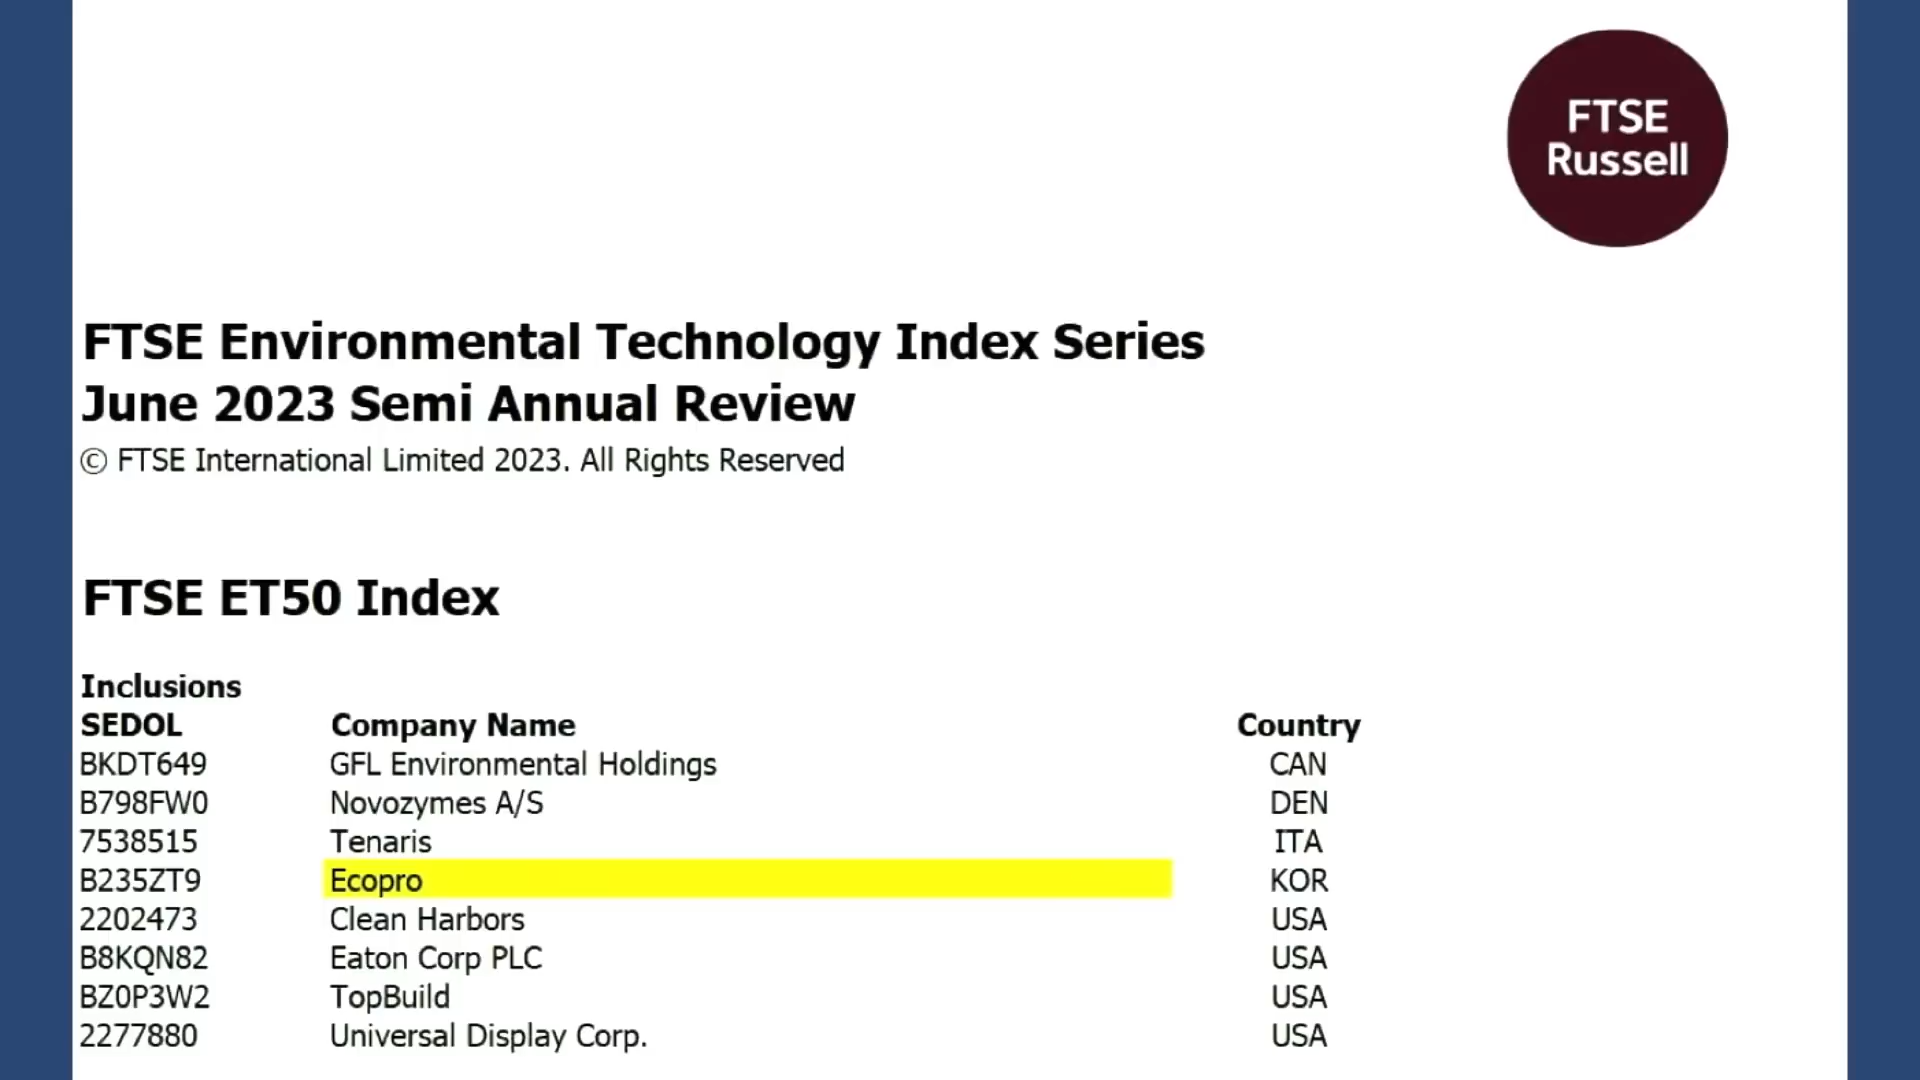 FTSE
Russell
FTSE Environmental Technology Index Series
June 2023 Semi Annual Review
© FTSE International Limited 2023. All Rights Reserved
FTSE ET50 Index
Inclusions
SEDOL Company Name Country
BKDT649 GFL Environmental Holdings CAN
B798FW0 Novozymes A/S DEN
7538515 Tenaris ITA
B235ZT9 Ecopro KOR
2202473 Clean Harbors USA
B8KQN82 Eaton Corp PLC USA
BZ0P3W2 TopBuild USA
2277880 Universal Display Corp. USA